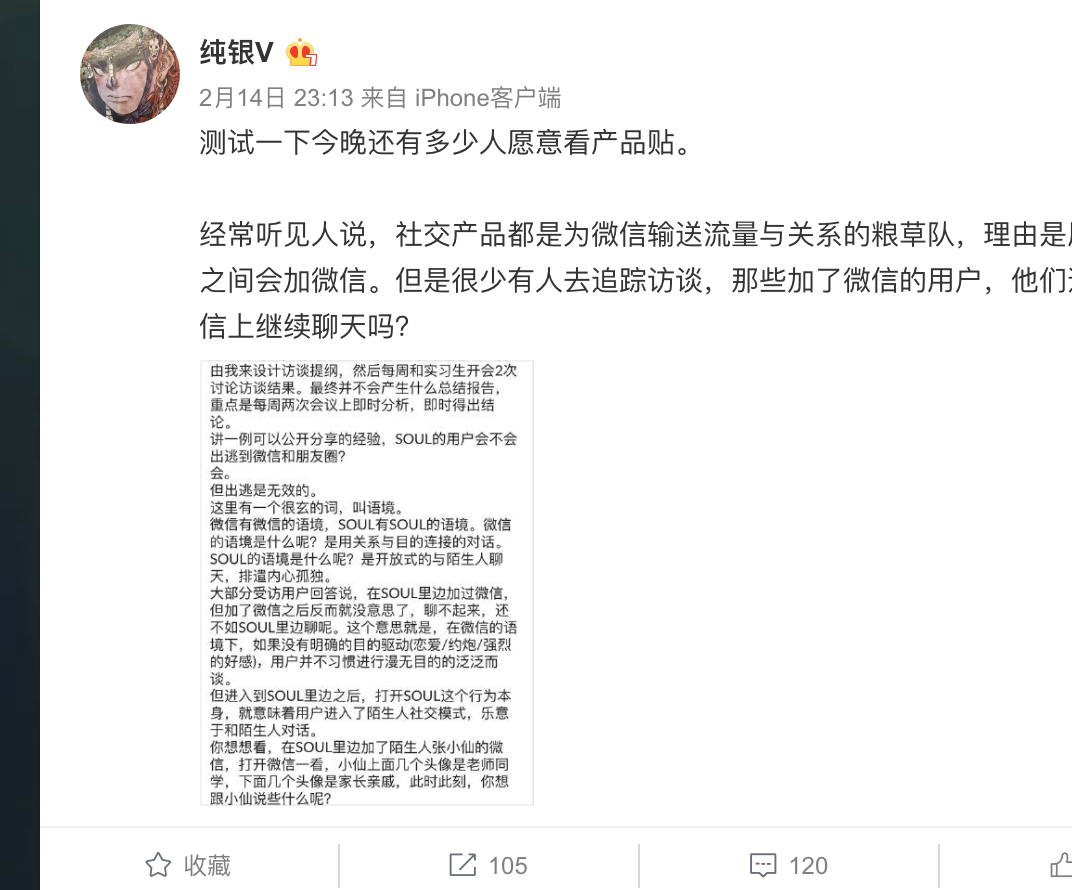 纯银V
2月14日 23:13 来自 iPhone客户端
测试一下今晚还有多少人愿意看产品贴。
经常听见人说，社交产品都是为微信输送流量与关系的粮草队，理由是
之间会加微信。但是很少有人去追踪访谈，那些加了微信的用户，他们
信上继续聊天吗？
由我来设计访谈提纲，然后每周和实习生开会2次
讨论访谈结果。最终并不会产生什么总结报告，
重点是每周两次会议上即时分析，即时得出结
论。
讲一例可以公开分享的经验，SOUL的用户会不会
出逃到微信和朋友圈？
会。
但出逃是无效的。
这里有一个很玄的词，叫语境。
微信有微信的语境，SOUL有SOUL的语境。微信
的语境是什么呢？是用关系与目的连接的对话。
SOUL的语境是什么呢？是开放式的与陌生人聊
天，排遣内心孤独。
大部分受访用户回答说，在SOUL里边加过微信，
但加了微信之后反而就没意思了，聊不起来，还
不如SOUL里边聊呢。这个意思就是，在微信的语
境下，如果没有明确的目的驱动(恋爱/约炮/强烈
的好感)，用户并不习惯进行漫无目的的泛泛而
谈。
但进入到SOUL里边之后，打开SOUL这个行为本
身，就意味着用户进入了陌生人社交模式，乐意
于和陌生人对话。
你想想看，在SOUL里边加了陌生人张小仙的微
信，打开微信一看，小仙上面几个头像是老师同
学，下面几个头像是家长亲戚，此时此刻，你想
跟小仙说些什么呢？
收藏
105
120